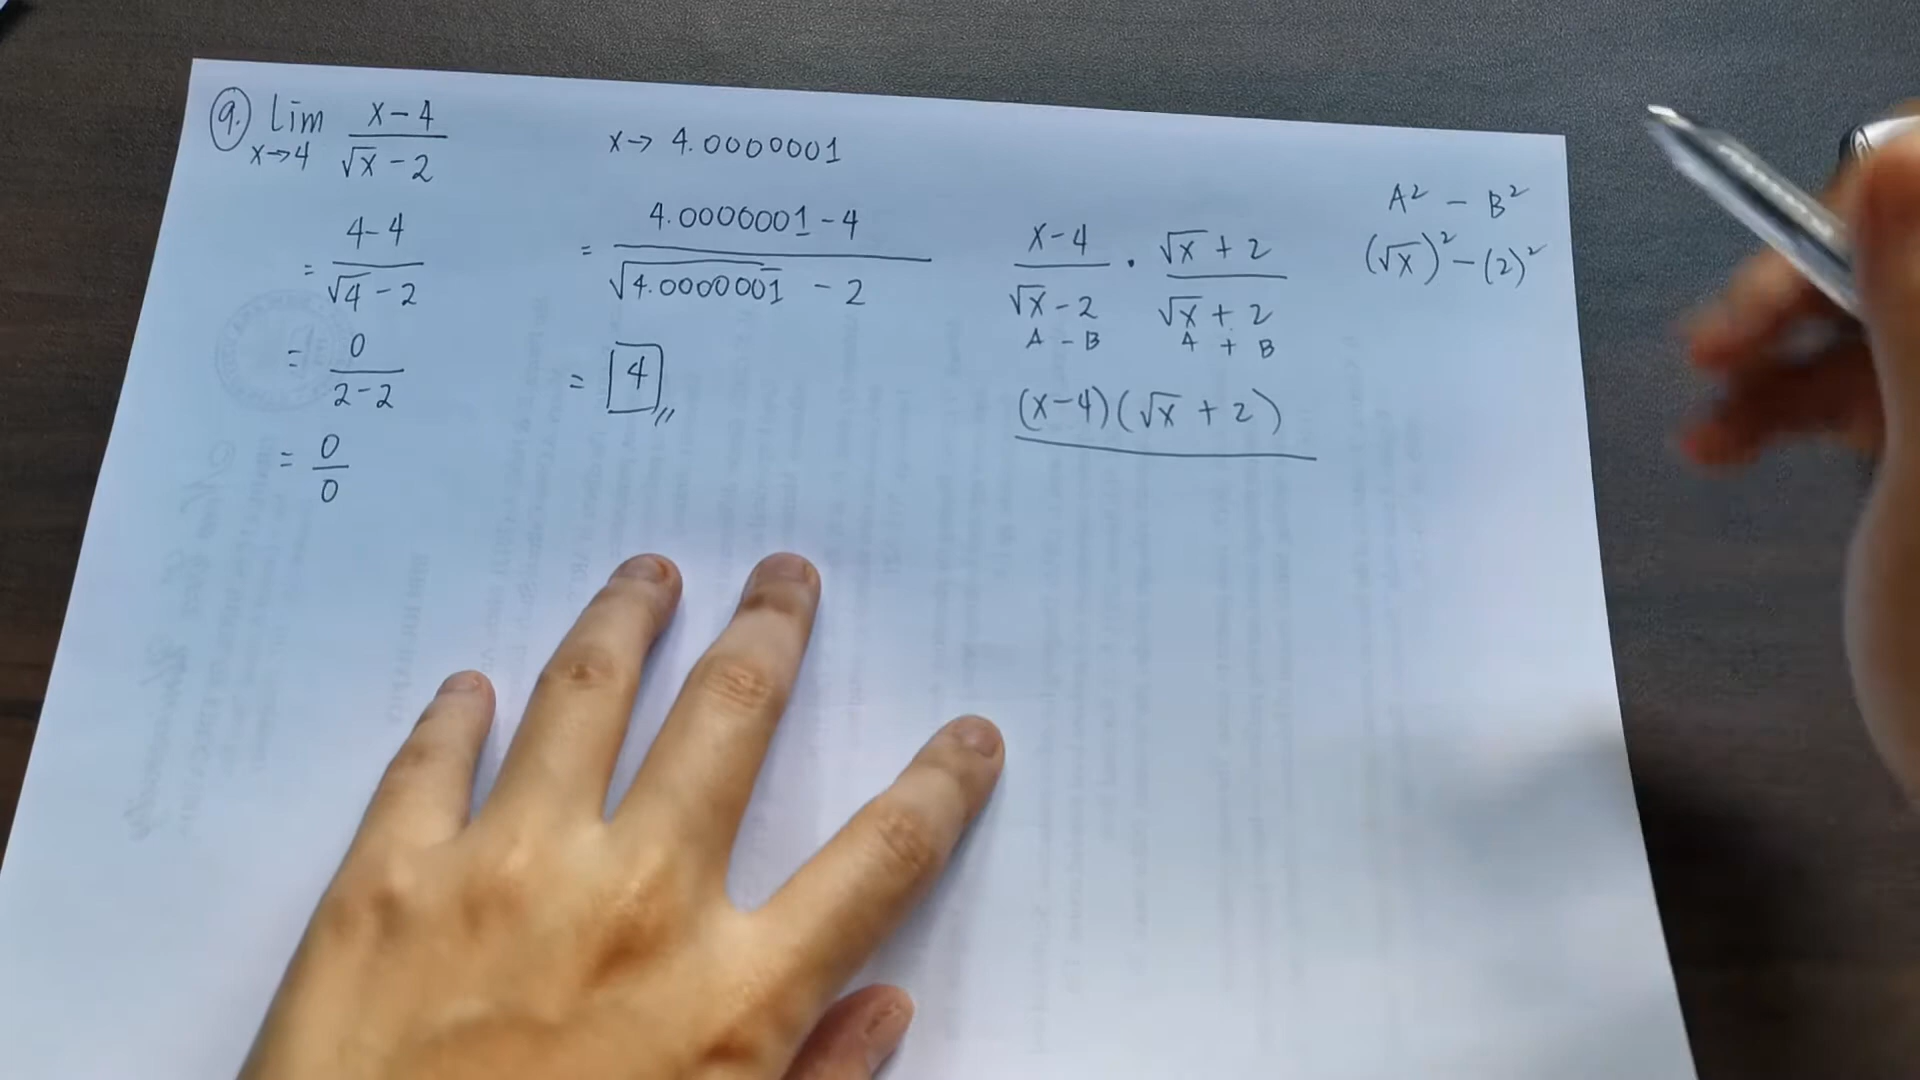 9. Lim x-4
x→4 √x - 2
= 4-4
√4 - 2
= 0
2-2
= 0
0
x→ 4.0000001
= 4.0000001 - 4
√4.0000001 - 2
= 4 //
x-4 · √x + 2
√x - 2 √x + 2
A - B A + B
(x-4)(√x + 2)
A² - B²
(√x)² - (2)²